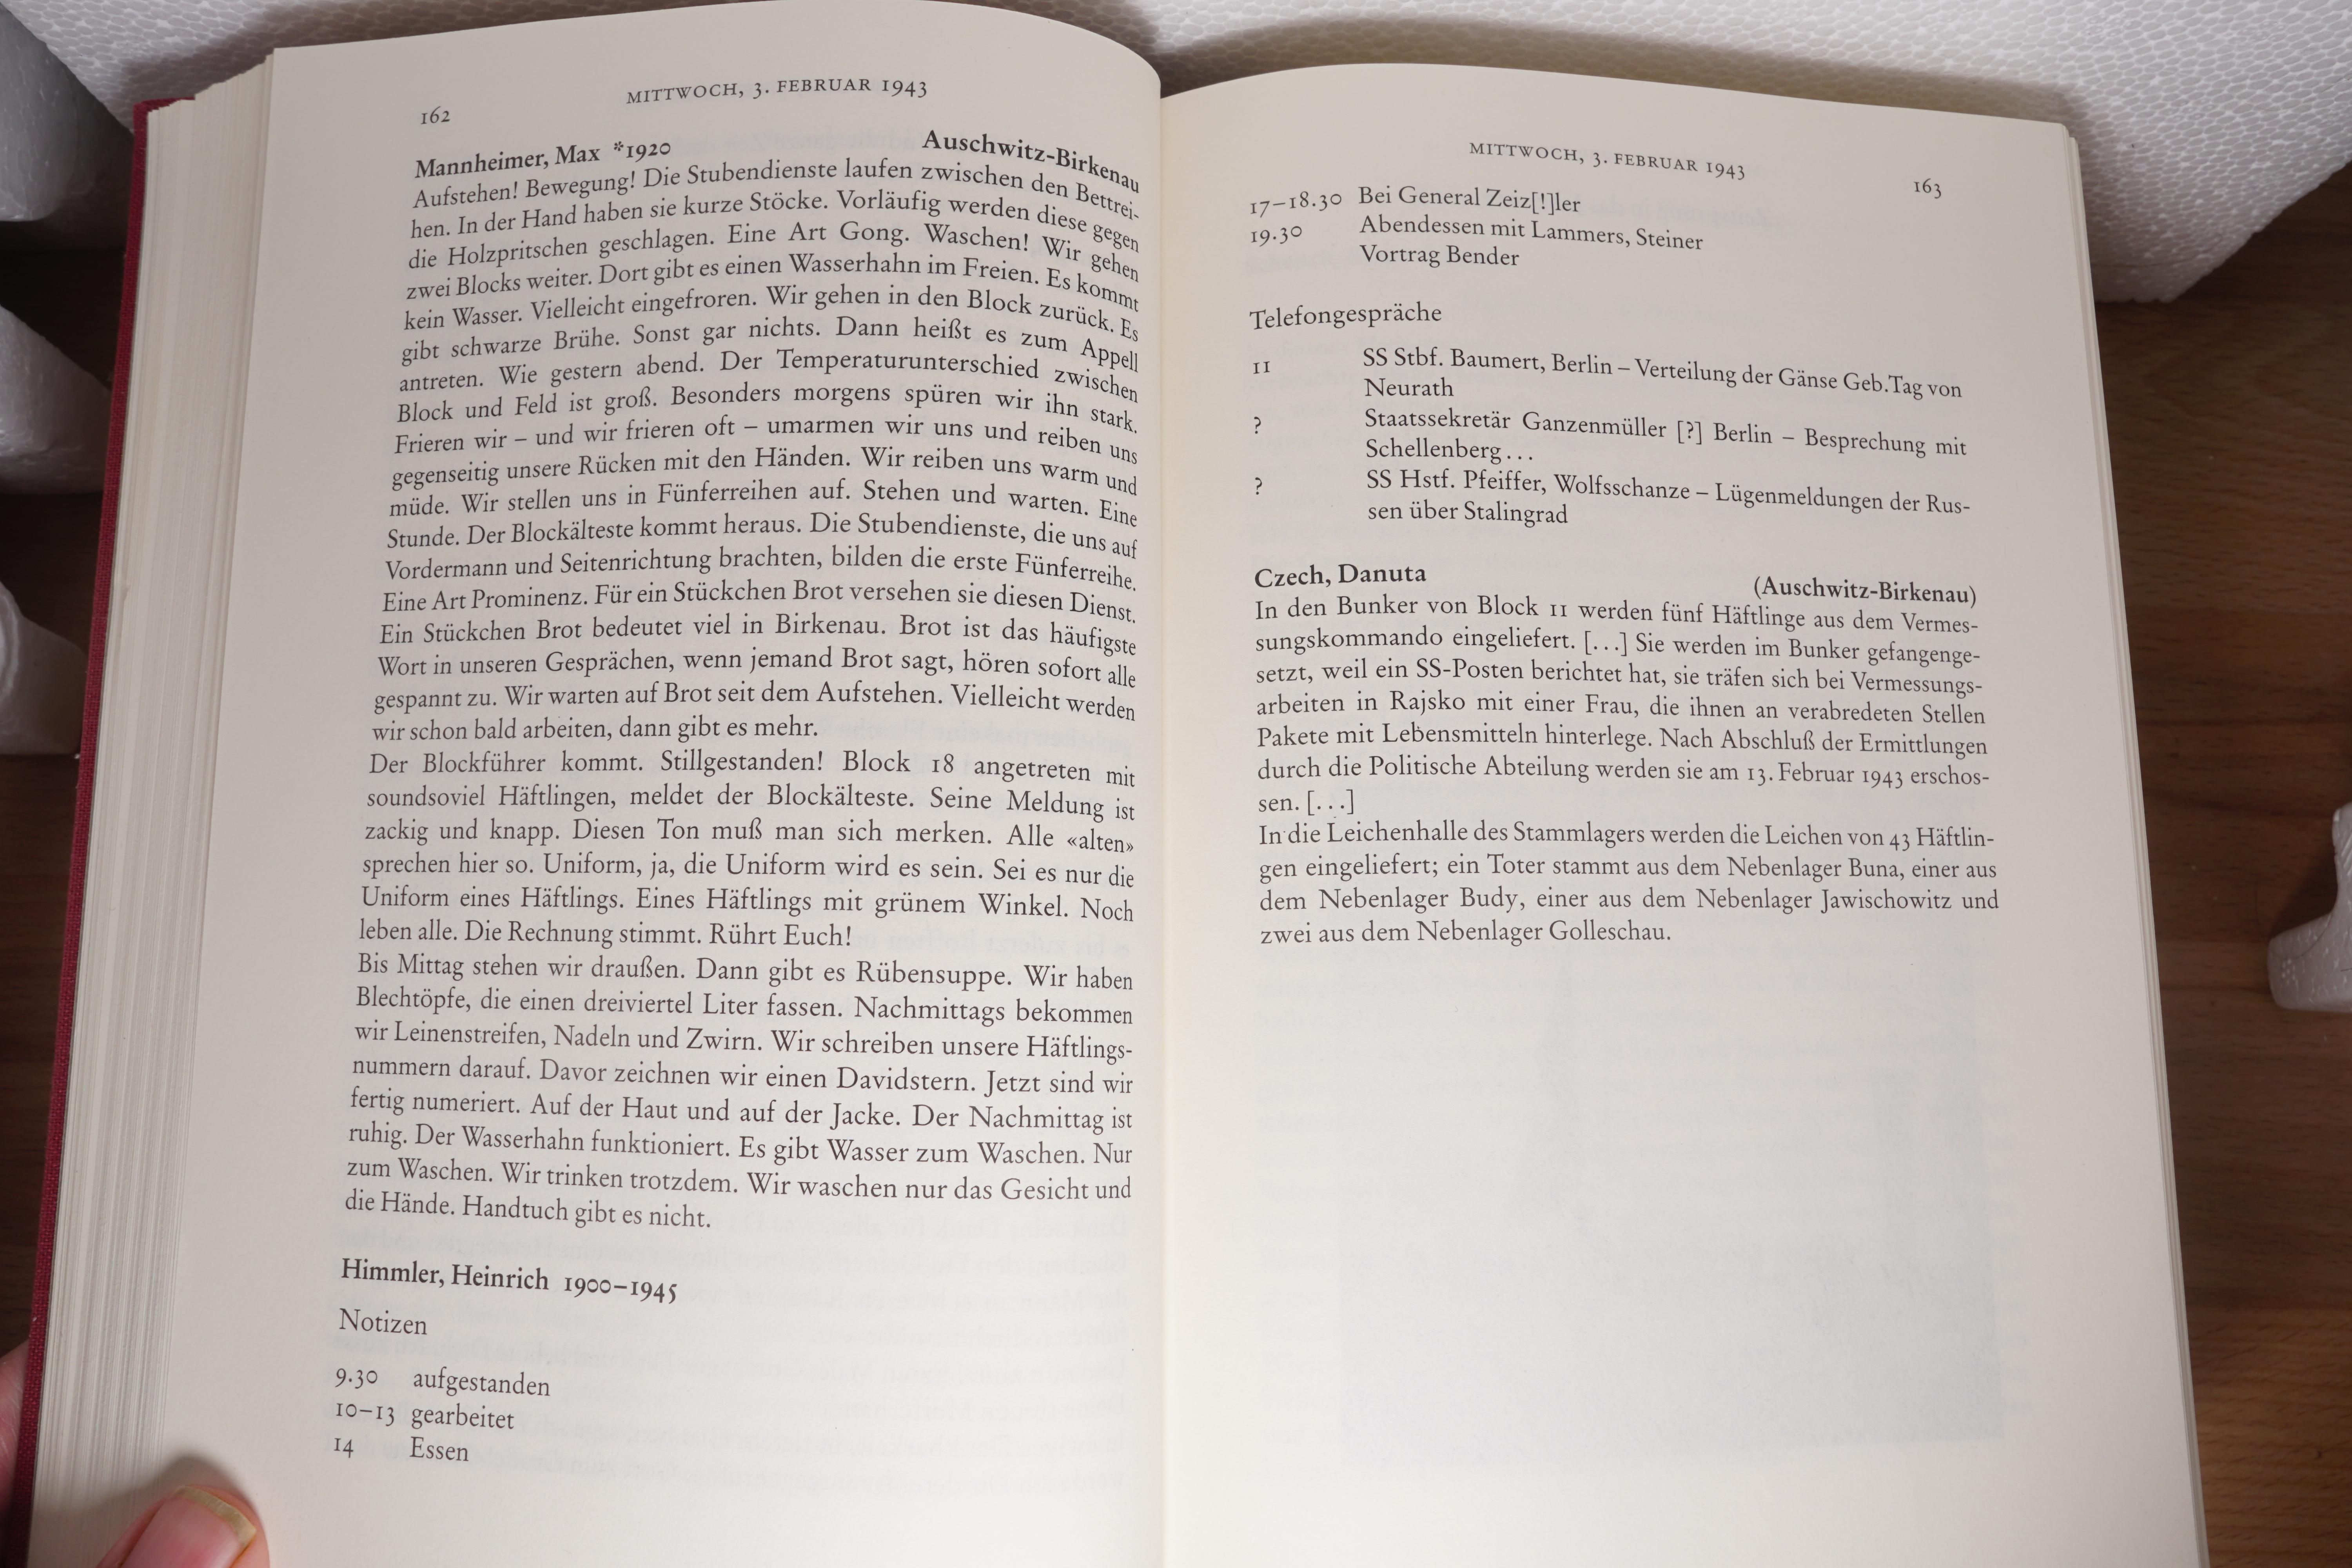 162
MITTWOCH, 3. FEBRUAR 1943
Mannheimer, Max *1920 Auschwitz-Birkenau
Aufstehen! Bewegung! Die Stubendienste laufen zwischen den Bettrei-
hen. In der Hand haben sie kurze Stöcke. Vorläufig werden diese gegen
die Holzpritschen geschlagen. Eine Art Gong. Waschen! Wir gehen
zwei Blocks weiter. Dort gibt es einen Wasserhahn im Freien. Es kommt
kein Wasser. Vielleicht eingefroren. Wir gehen in den Block zurück. Es
gibt schwarze Brühe. Sonst gar nichts. Dann heißt es zum Appell
antreten. Wie gestern abend. Der Temperaturunterschied zwischen
Block und Feld ist groß. Besonders morgens spüren wir ihn stark.
Frieren wir – und wir frieren oft – umarmen wir uns und reiben uns
gegenseitig unsere Rücken mit den Händen. Wir reiben uns warm und
müde. Wir stellen uns in Fünferreihen auf. Stehen und warten. Eine
Stunde. Der Blockälteste kommt heraus. Die Stubendienste, die uns auf
Vordermann und Seitenrichtung brachten, bilden die erste Fünferreihe.
Eine Art Prominenz. Für ein Stückchen Brot versehen sie diesen Dienst.
Ein Stückchen Brot bedeutet viel in Birkenau. Brot ist das häufigste
Wort in unseren Gesprächen, wenn jemand Brot sagt, hören sofort alle
gespannt zu. Wir warten auf Brot seit dem Aufstehen. Vielleicht werden
wir schon bald arbeiten, dann gibt es mehr.
Der Blockführer kommt. Stillgestanden! Block 18 angetreten mit
soundsoviel Häftlingen, meldet der Blockälteste. Seine Meldung ist
zackig und knapp. Diesen Ton muß man sich merken. Alle «alten»
sprechen hier so. Uniform, ja, die Uniform wird es sein. Sei es nur die
Uniform eines Häftlings. Eines Häftlings mit grünem Winkel. Noch
leben alle. Die Rechnung stimmt. Rührt Euch!
Bis Mittag stehen wir draußen. Dann gibt es Rübensuppe. Wir haben
Blechtöpfe, die einen dreiviertel Liter fassen. Nachmittags bekommen
wir Leinenstreifen, Nadeln und Zwirn. Wir schreiben unsere Häftlings-
nummern darauf. Davor zeichnen wir einen Davidstern. Jetzt sind wir
fertig numeriert. Auf der Haut und auf der Jacke. Der Nachmittag ist
ruhig. Der Wasserhahn funktioniert. Es gibt Wasser zum Waschen. Nur
zum Waschen. Wir trinken trotzdem. Wir waschen nur das Gesicht und
die Hände. Handtuch gibt es nicht.
Himmler, Heinrich 1900–1945
Notizen
9.30 aufgestanden
10–13 gearbeitet
14 Essen
MITTWOCH, 3. FEBRUAR 1943
163
17–18.30 Bei General Zeiz[!]ler
19.30 Abendessen mit Lammers, Steiner
Vortrag Bender
Telefongespräche
11 SS Stbf. Baumert, Berlin – Verteilung der Gänse Geb.Tag von
Neurath
? Staatssekretär Ganzenmüller [?] Berlin – Besprechung mit
Schellenberg . . .
? SS Hstf. Pfeiffer, Wolfsschanze – Lügenmeldungen der Rus-
sen über Stalingrad
Czech, Danuta (Auschwitz-Birkenau)
In den Bunker von Block 11 werden fünf Häftlinge aus dem Vermes-
sungskommando eingeliefert. [. . .] Sie werden im Bunker gefangenge-
setzt, weil ein SS-Posten berichtet hat, sie träfen sich bei Vermessungs-
arbeiten in Rajsko mit einer Frau, die ihnen an verabredeten Stellen
Pakete mit Lebensmitteln hinterlege. Nach Abschluß der Ermittlungen
durch die Politische Abteilung werden sie am 13. Februar 1943 erschos-
sen. [. . .]
In die Leichenhalle des Stammlagers werden die Leichen von 43 Häftlin-
gen eingeliefert; ein Toter stammt aus dem Nebenlager Buna, einer aus
dem Nebenlager Budy, einer aus dem Nebenlager Jawischowitz und
zwei aus dem Nebenlager Golleschau.